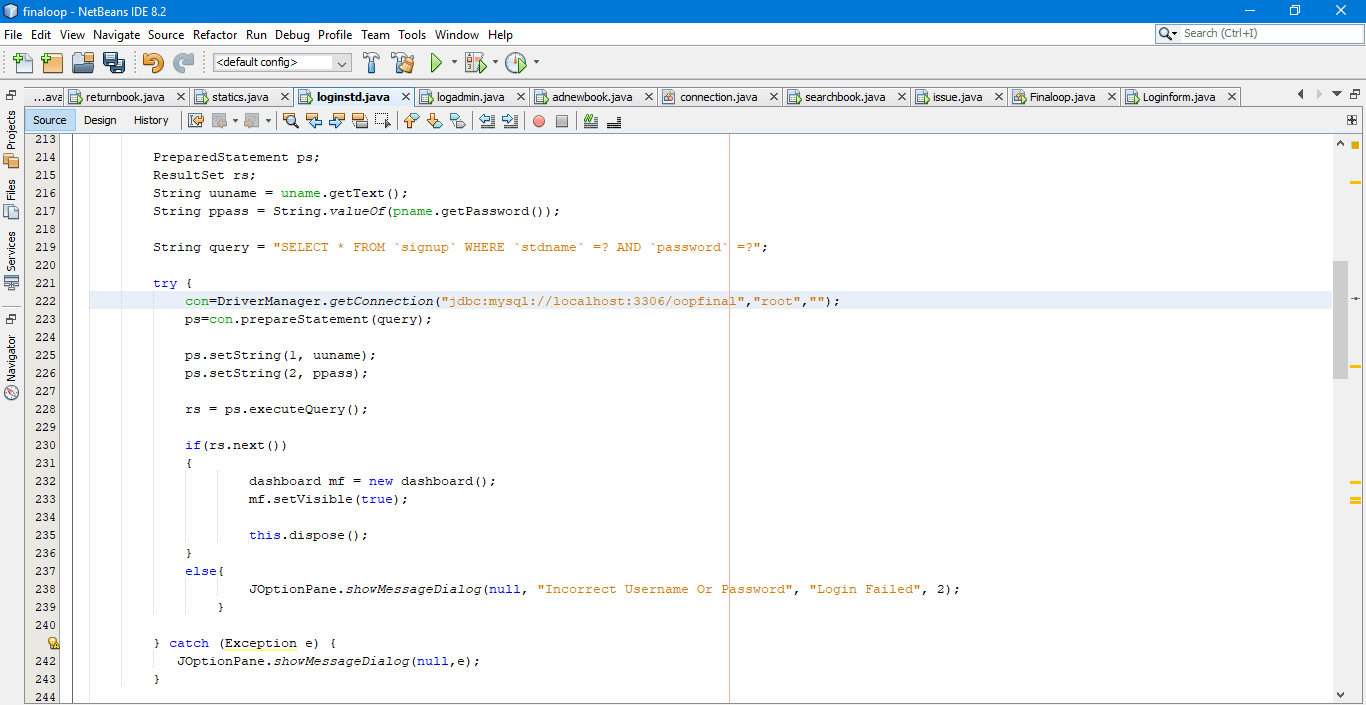 finaloop - NetBeans IDE 8.2
File Edit View Navigate Source Refactor Run Debug Profile Team Tools Window Help
Search (Ctrl+I)
<default config>
...ava returnbook.java statics.java loginstd.java logadmin.java adnewbook.java connection.java searchbook.java issue.java Finaloop.java Loginform.java
Source Design History
Projects
Files
Services
Navigator
213
214 PreparedStatement ps;
215 ResultSet rs;
216 String uuname = uname.getText();
217 String ppass = String.valueOf(pname.getPassword());
218
219 String query = "SELECT * FROM `signup` WHERE `stdname` =? AND `password` =?";
220
221 try {
222 con=DriverManager.getConnection("jdbc:mysql://localhost:3306/oopfinal","root","");
223 ps=con.prepareStatement(query);
224
225 ps.setString(1, uuname);
226 ps.setString(2, ppass);
227
228 rs = ps.executeQuery();
229
230 if(rs.next())
231 {
232 dashboard mf = new dashboard();
233 mf.setVisible(true);
234
235 this.dispose();
236 }
237 else{
238 JOptionPane.showMessageDialog(null, "Incorrect Username Or Password", "Login Failed", 2);
239 }
240
} catch (Exception e) {
242 JOptionPane.showMessageDialog(null,e);
243 }
244